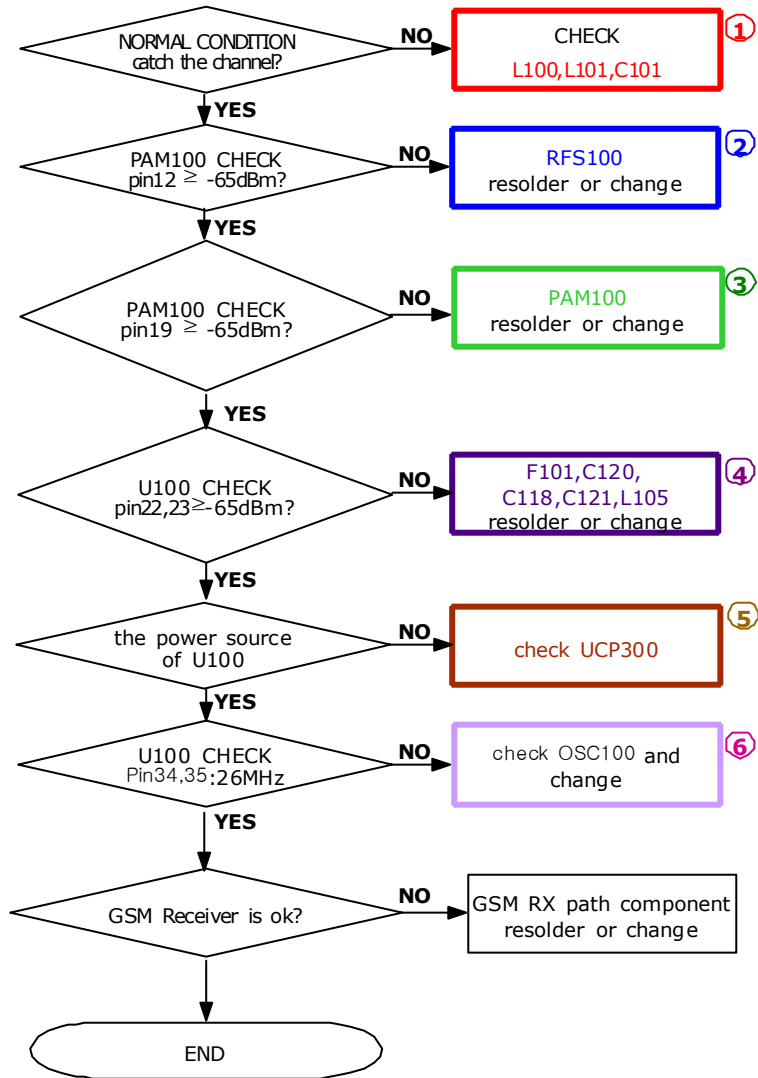 NORMAL CONDITION
catch the channel?
NO
CHECK
L100,L101,C101
1
YES
PAM100 CHECK
pin12 ≥ -65dBm?
NO
RFS100
resolder or change
2
YES
PAM100 CHECK
pin19 ≥ -65dBm?
NO
PAM100
resolder or change
3
YES
U100 CHECK
pin22,23≥-65dBm?
NO
F101,C120,
C118,C121,L105
resolder or change
4
YES
the power source
of U100
NO
check UCP300
5
YES
U100 CHECK
Pin34,35:26MHz
NO
check OSC100 and
change
6
YES
GSM Receiver is ok?
NO
GSM RX path component
resolder or change
END